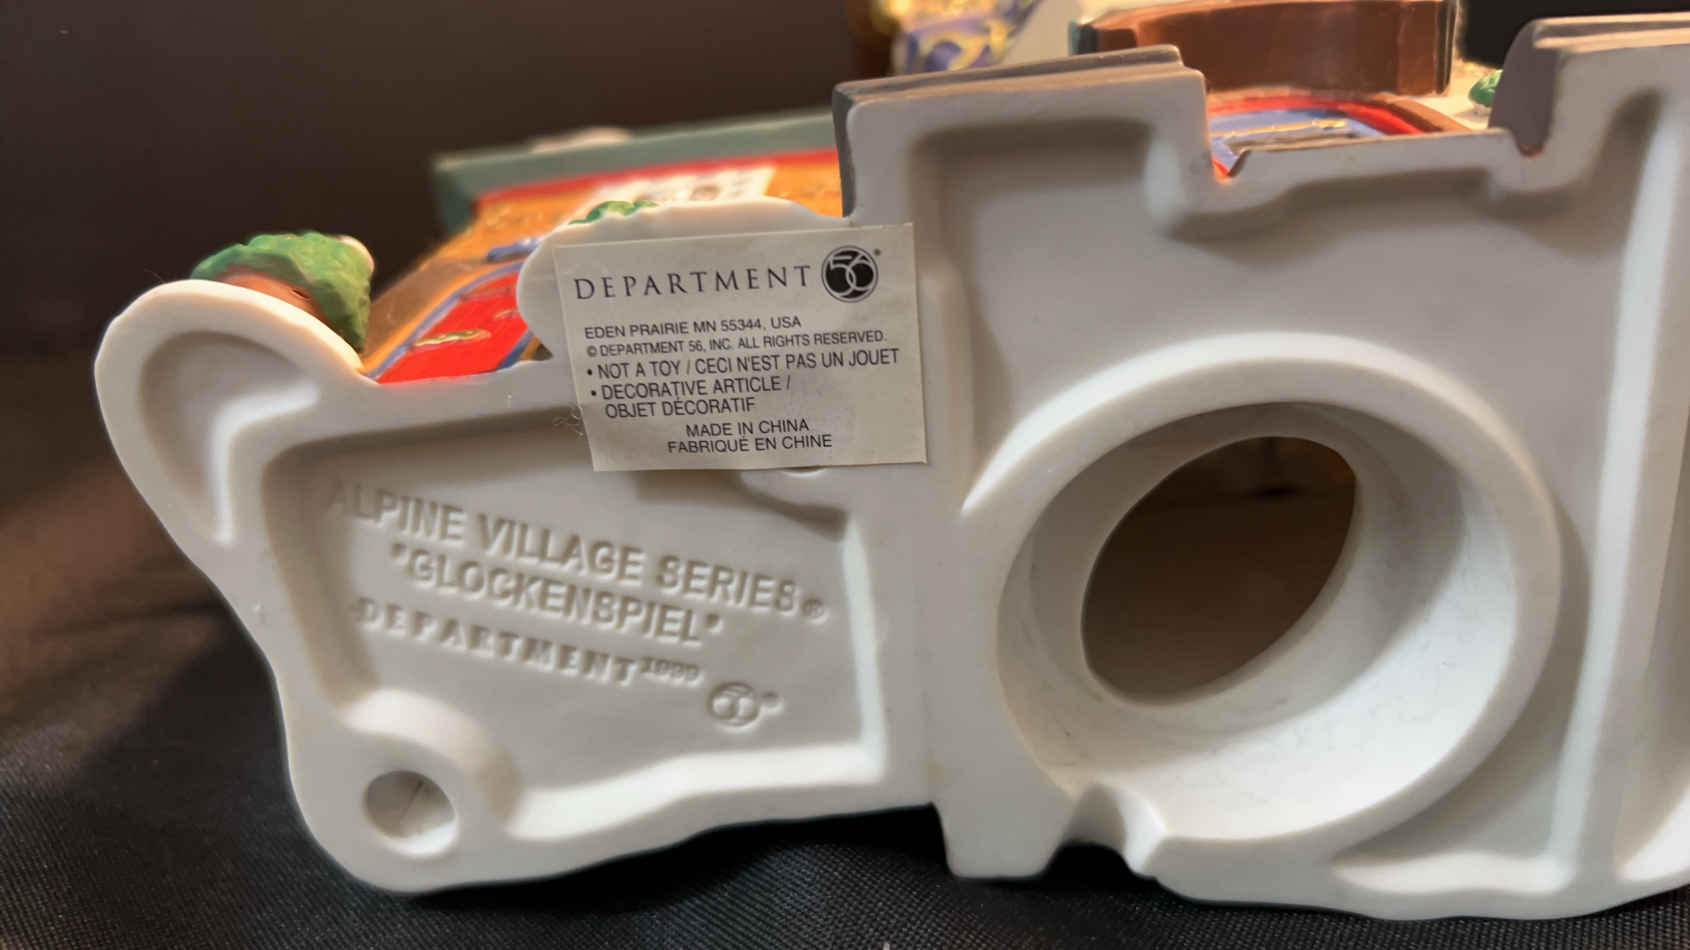 DEPARTMENT 56®
EDEN PRAIRIE MN 55344, USA
© DEPARTMENT 56, INC. ALL RIGHTS RESERVED.
• NOT A TOY / CECI N'EST PAS UN JOUET
• DECORATIVE ARTICLE /
OBJET DÉCORATIF
MADE IN CHINA
FABRIQUÉ EN CHINE
ALPINE VILLAGE SERIES®
"GLOCKENSPIEL"
DEPARTMENT 1999
56®